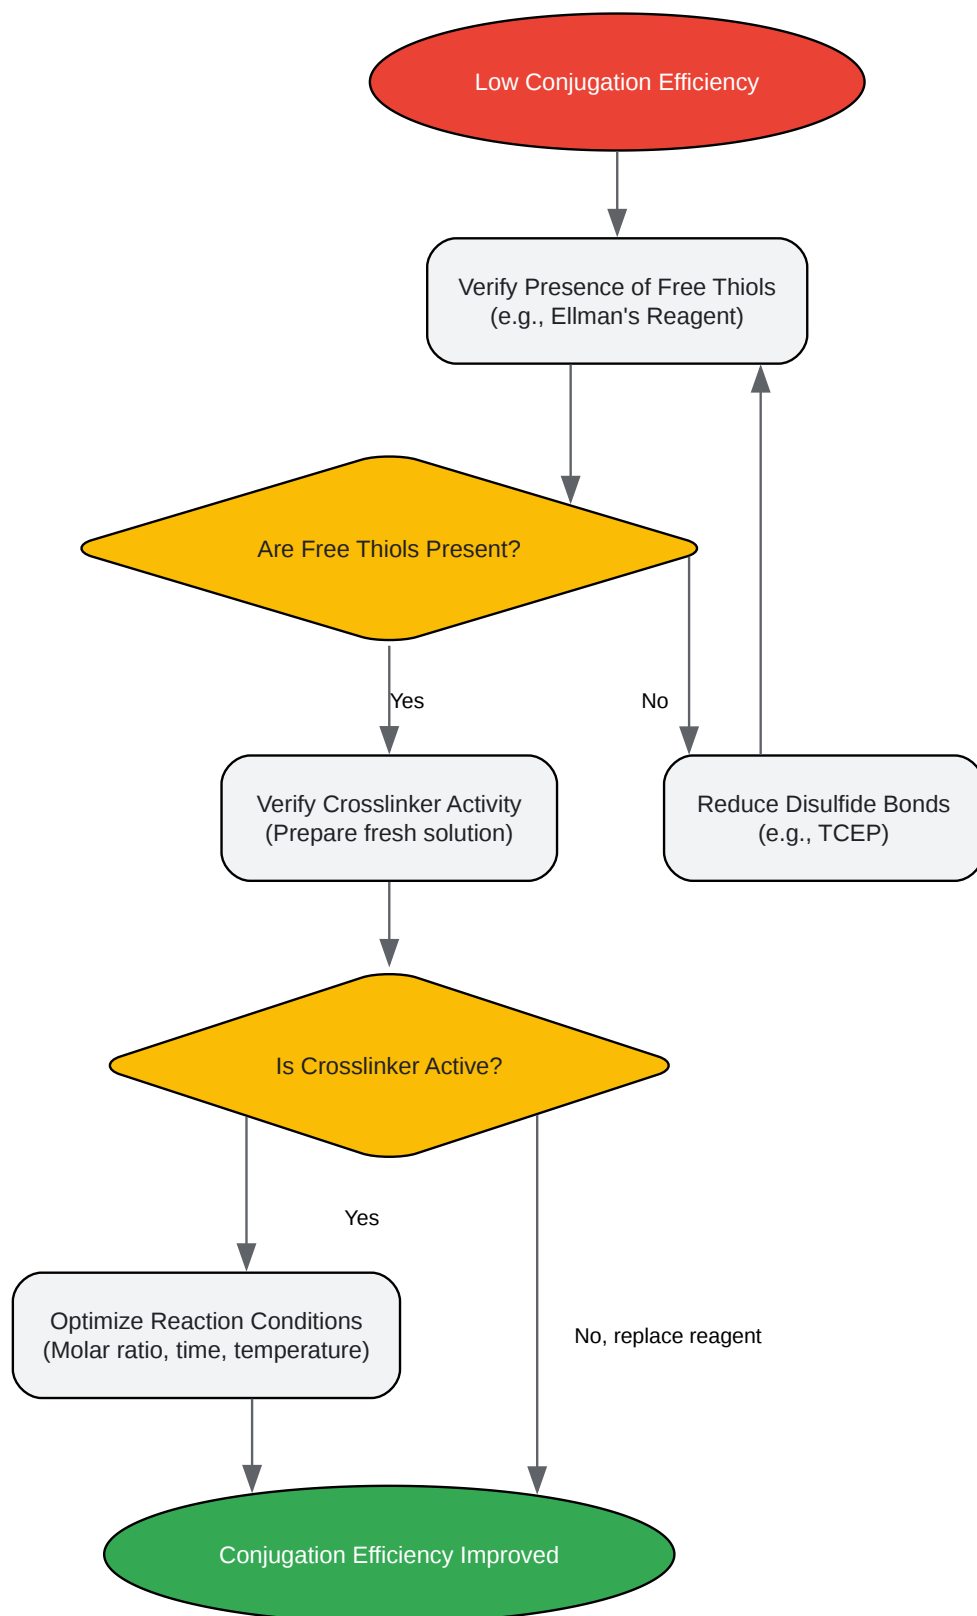 Low Conjugation Efficiency
Verify Presence of Free Thiols
(e.g., Ellman's Reagent)
Are Free Thiols Present?
Yes
No
Verify Crosslinker Activity
(Prepare fresh solution)
Reduce Disulfide Bonds
(e.g., TCEP)
Is Crosslinker Active?
Yes
Optimize Reaction Conditions
(Molar ratio, time, temperature)
No, replace reagent
Conjugation Efficiency Improved